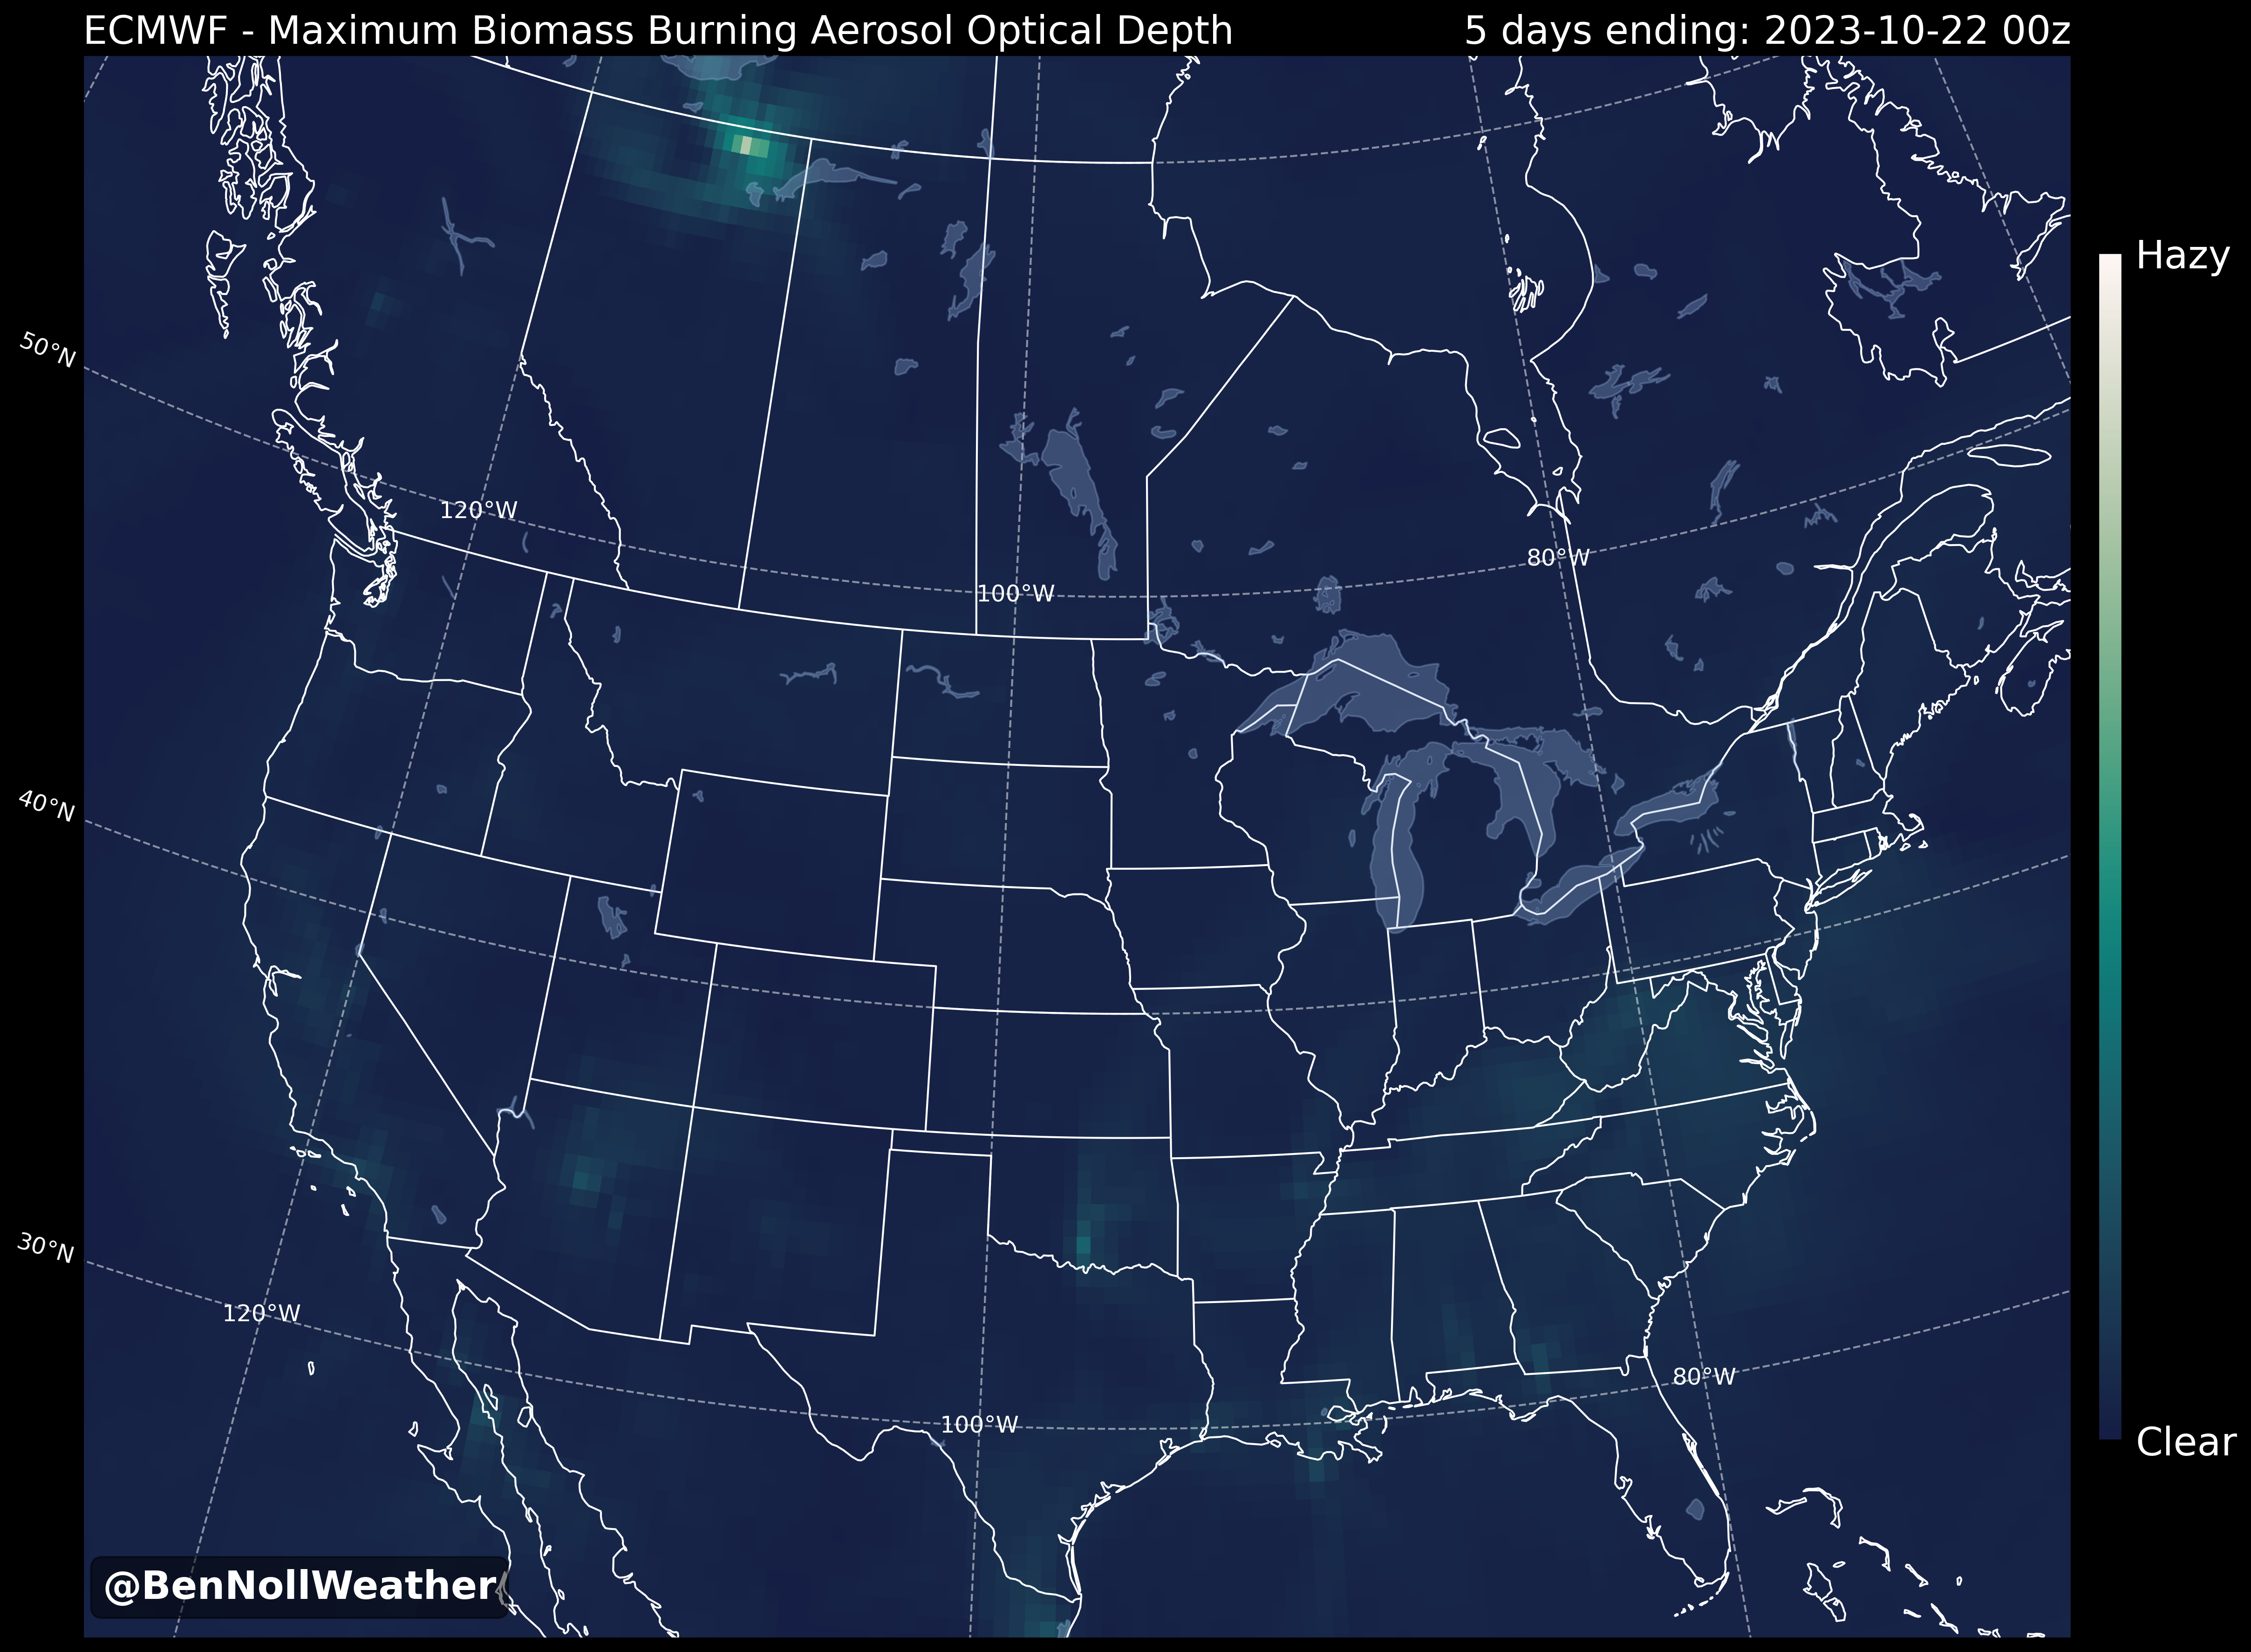 ECMWF - Maximum Biomass Burning Aerosol Optical Depth
5 days ending: 2023-10-22 00z
Hazy
50°N
120°W
80°W
100°W
40°N
30°N
120°W
80°W
100°W
Clear
@BenNollWeather